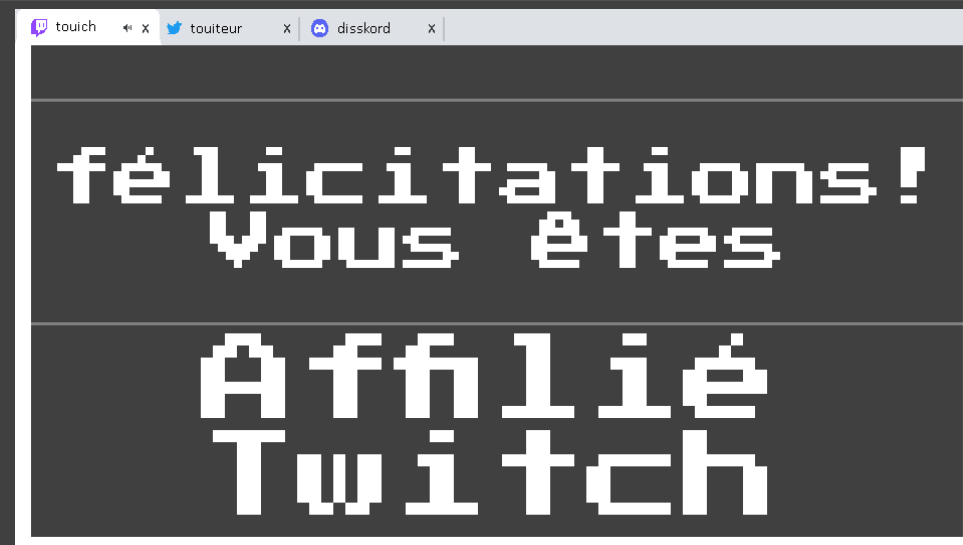 touich x touiteur x disskord x
félicitations!
Vous êtes
Affilié
Twitch